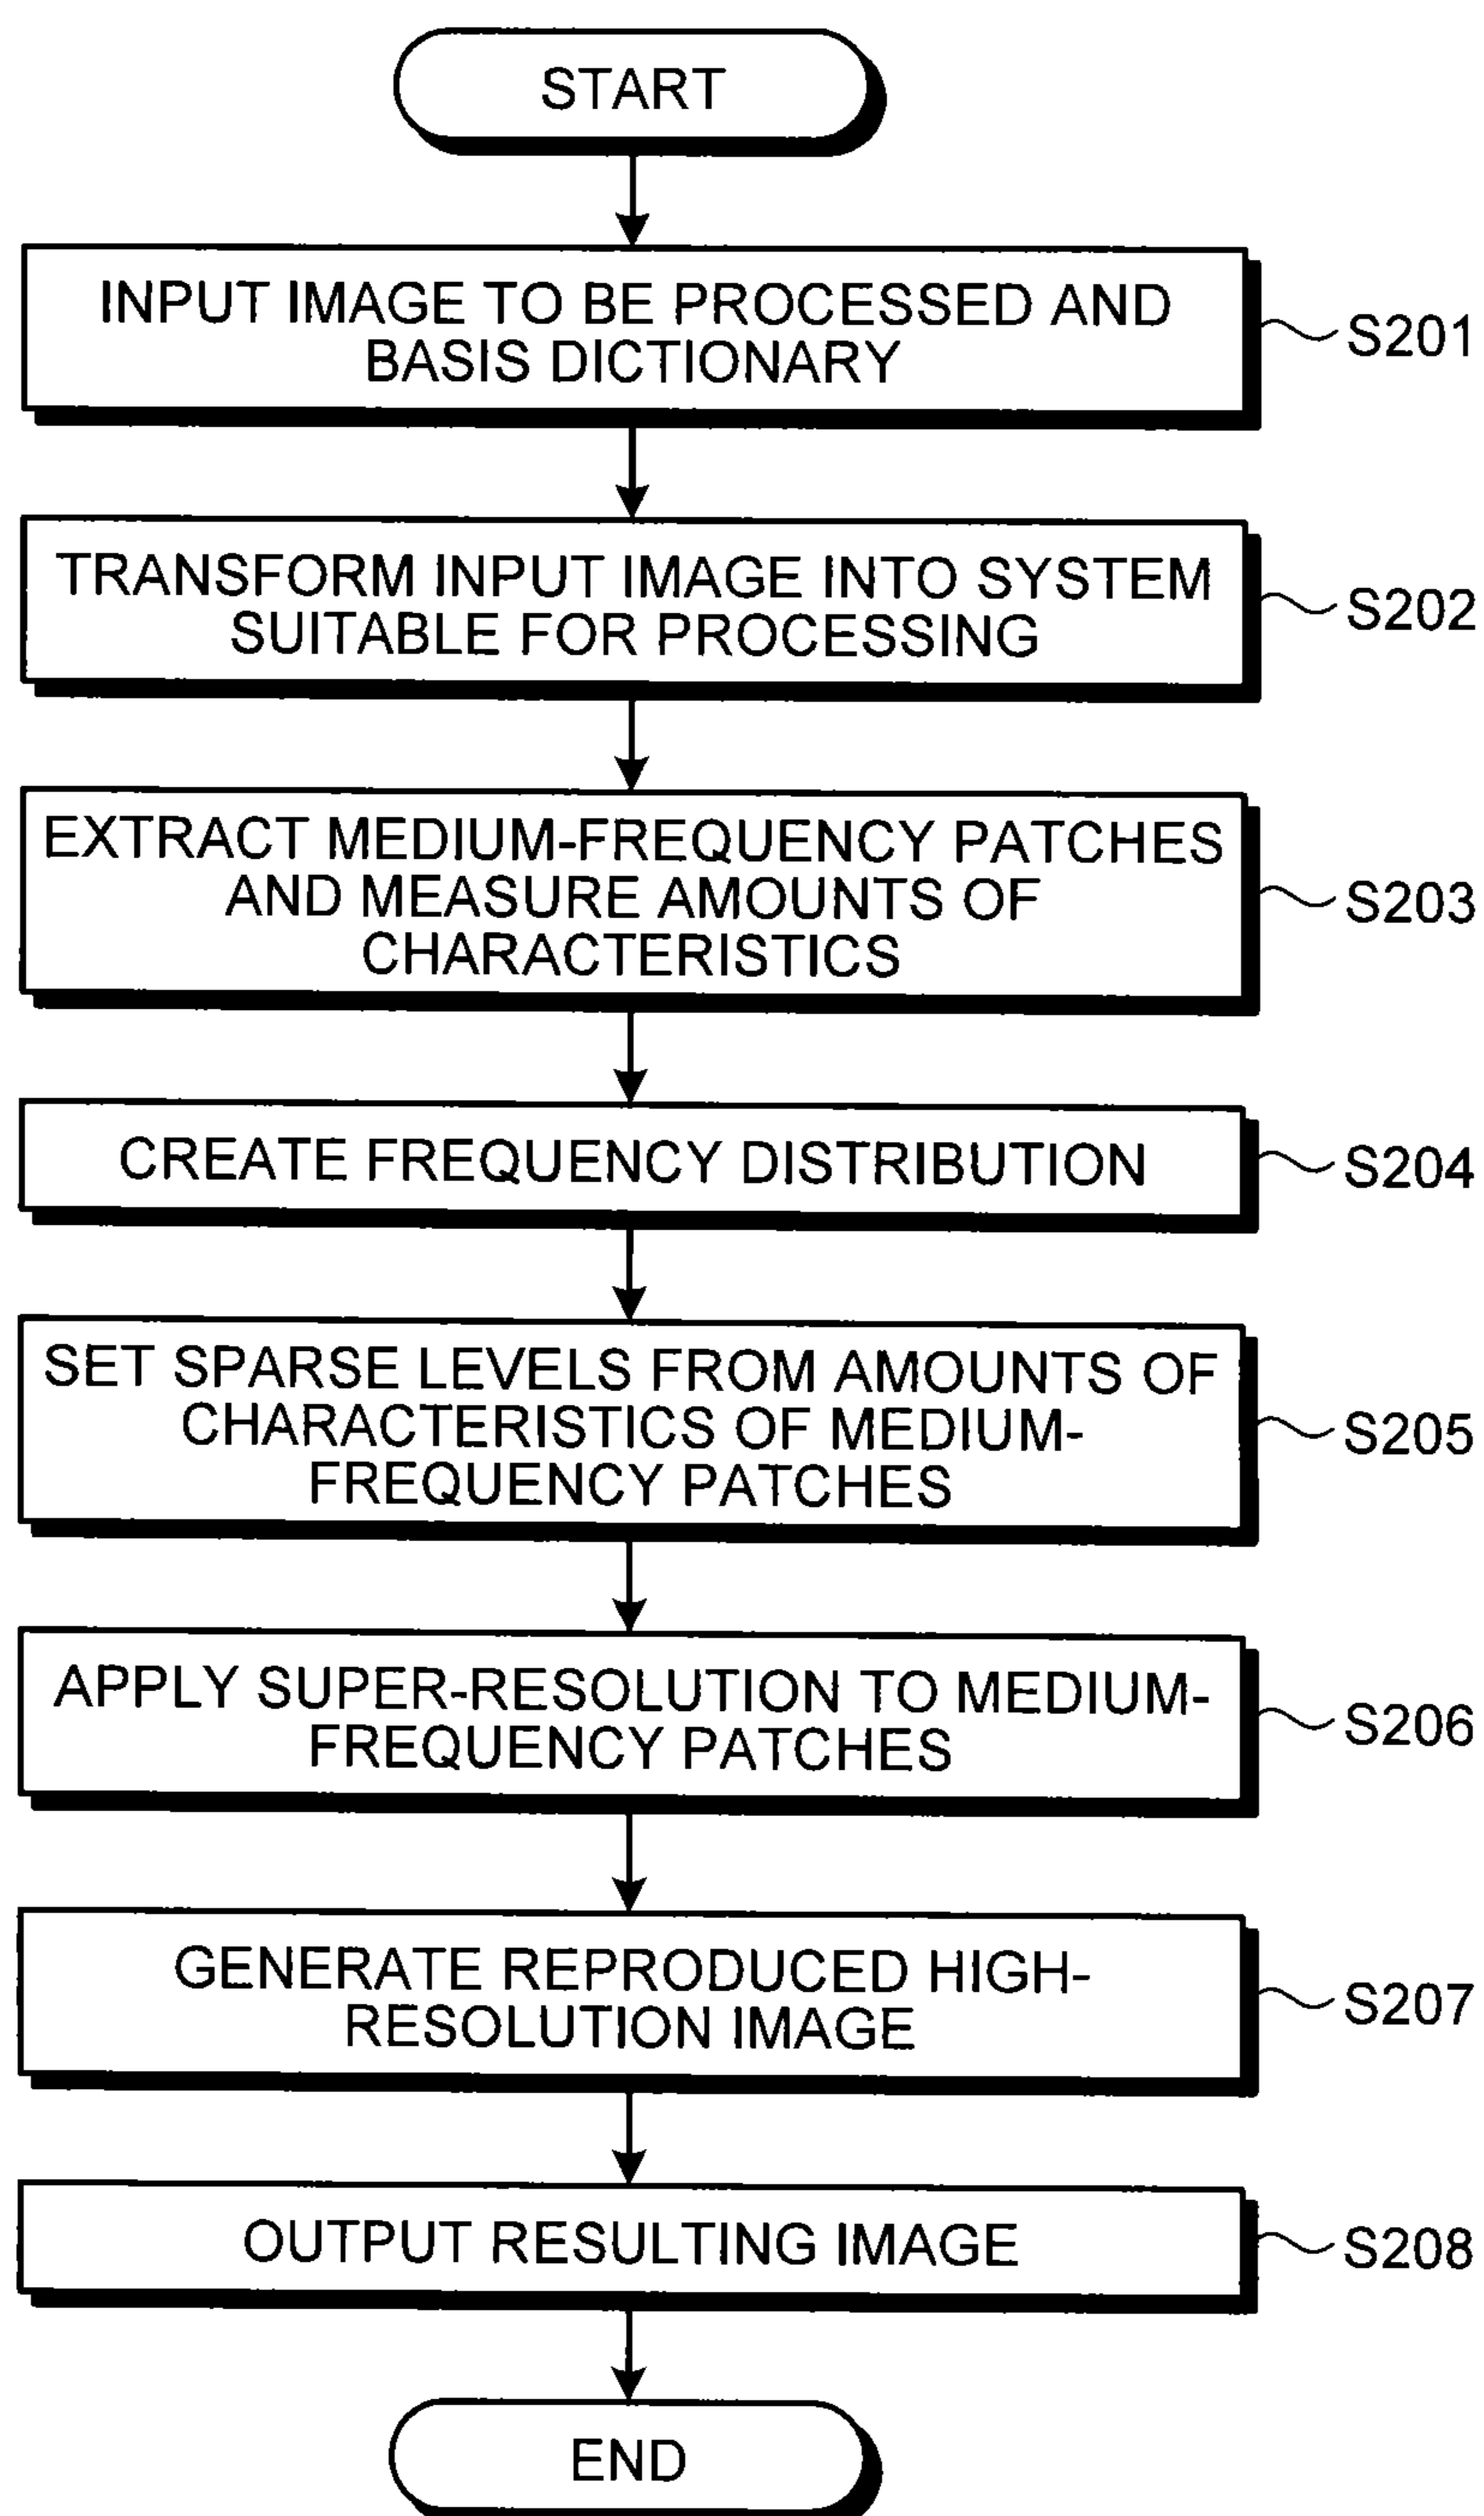 START
INPUT IMAGE TO BE PROCESSED AND
BASIS DICTIONARY
S201
TRANSFORM INPUT IMAGE INTO SYSTEM
SUITABLE FOR PROCESSING
S202
EXTRACT MEDIUM-FREQUENCY PATCHES
AND MEASURE AMOUNTS OF
CHARACTERISTICS
S203
CREATE FREQUENCY DISTRIBUTION
S204
SET SPARSE LEVELS FROM AMOUNTS OF
CHARACTERISTICS OF MEDIUM-
FREQUENCY PATCHES
S205
APPLY SUPER-RESOLUTION TO MEDIUM-
FREQUENCY PATCHES
S206
GENERATE REPRODUCED HIGH-
RESOLUTION IMAGE
S207
OUTPUT RESULTING IMAGE
S208
END